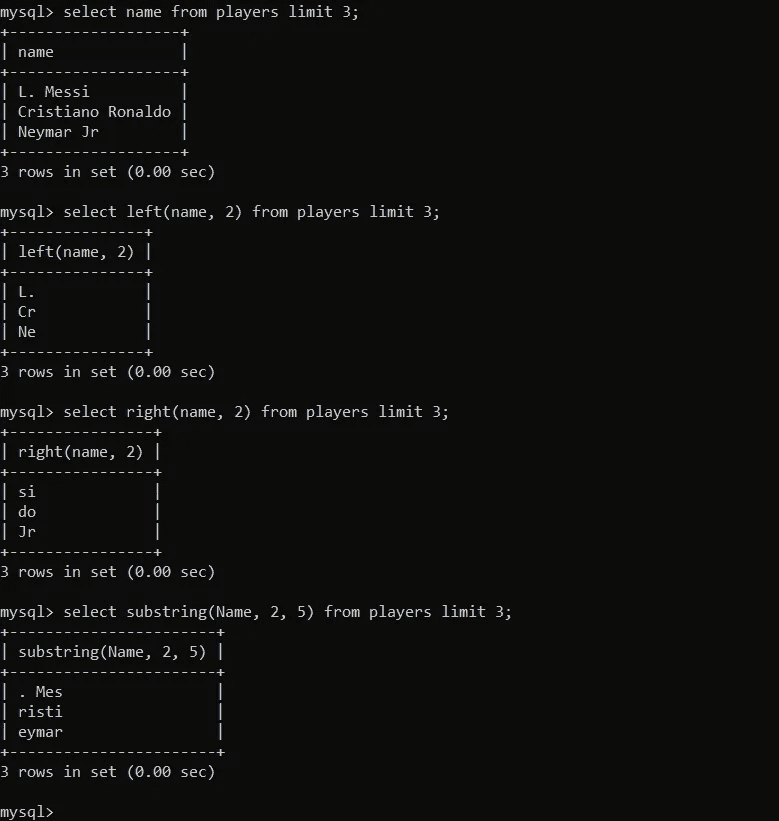 mysql> select name from players limit 3;
+-------------------+
| name              |
+-------------------+
| L. Messi          |
| Cristiano Ronaldo |
| Neymar Jr         |
+-------------------+
3 rows in set (0.00 sec)

mysql> select left(name, 2) from players limit 3;
+---------------+
| left(name, 2) |
+---------------+
| L.            |
| Cr            |
| Ne            |
+---------------+
3 rows in set (0.00 sec)

mysql> select right(name, 2) from players limit 3;
+----------------+
| right(name, 2) |
+----------------+
| si             |
| do             |
| Jr             |
+----------------+
3 rows in set (0.00 sec)

mysql> select substring(Name, 2, 5) from players limit 3;
+-----------------------+
| substring(Name, 2, 5) |
+-----------------------+
| . Mes                 |
| risti                 |
| eymar                 |
+-----------------------+
3 rows in set (0.00 sec)

mysql>